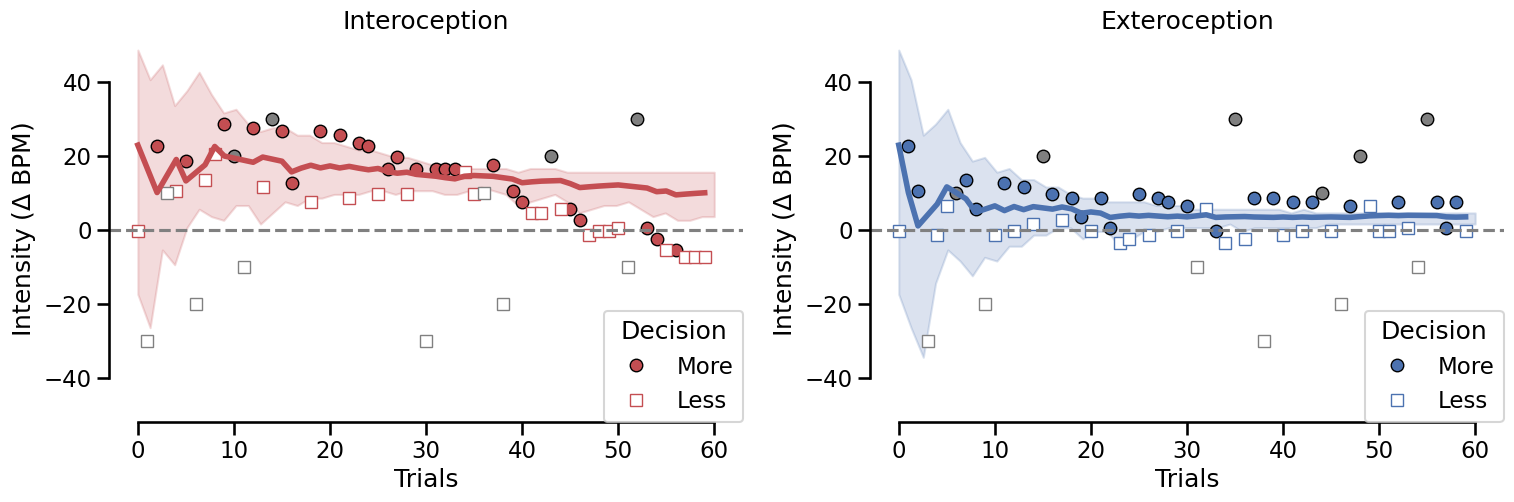 Interoception
Intensity (Δ BPM)
40
20
0
−20
−40
0 10 20 30 40 50 60
Trials
Decision
More
Less
Exteroception
Intensity (Δ BPM)
40
20
0
−20
−40
0 10 20 30 40 50 60
Trials
Decision
More
Less